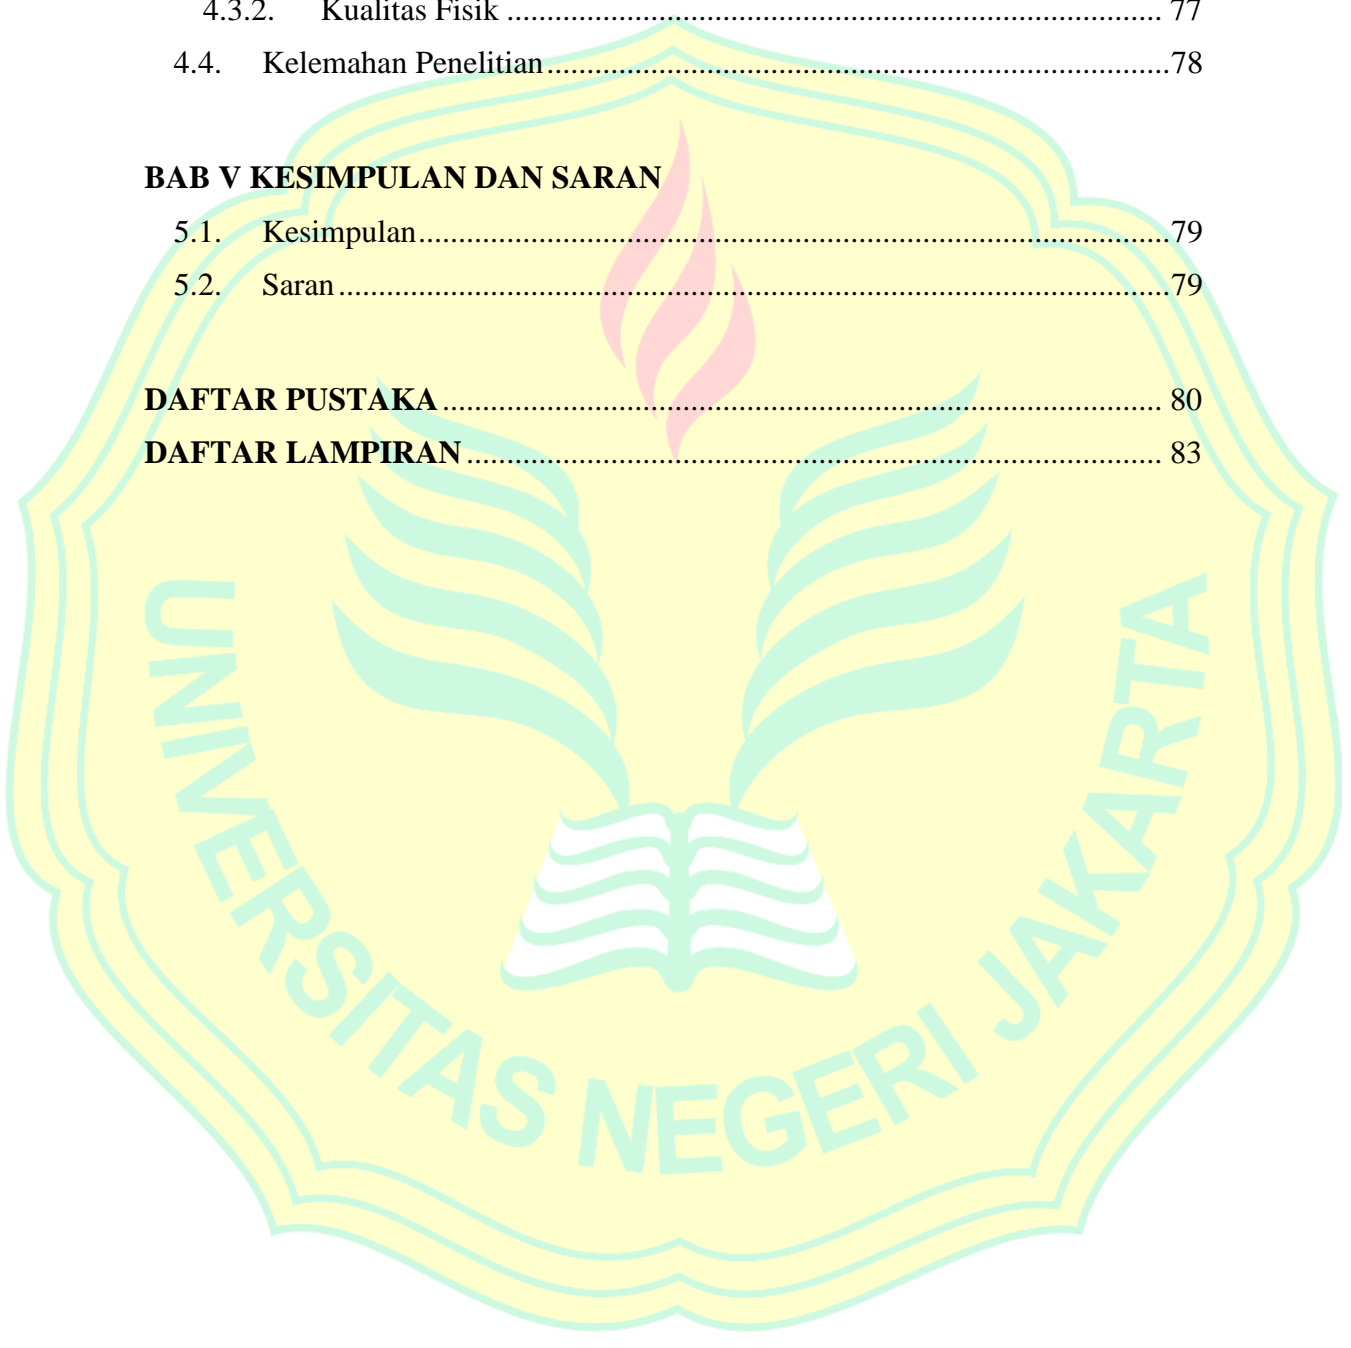 4.3.2. Kualitas Fisik ................................................................................. 77
4.4. Kelemahan Penelitian ..............................................................................78
BAB V KESIMPULAN DAN SARAN
5.1. Kesimpulan..............................................................................................79
5.2. Saran ........................................................................................................79
DAFTAR PUSTAKA .......................................................................................... 80
DAFTAR LAMPIRAN ....................................................................................... 83
UNIVERSITAS NEGERI JAKARTA